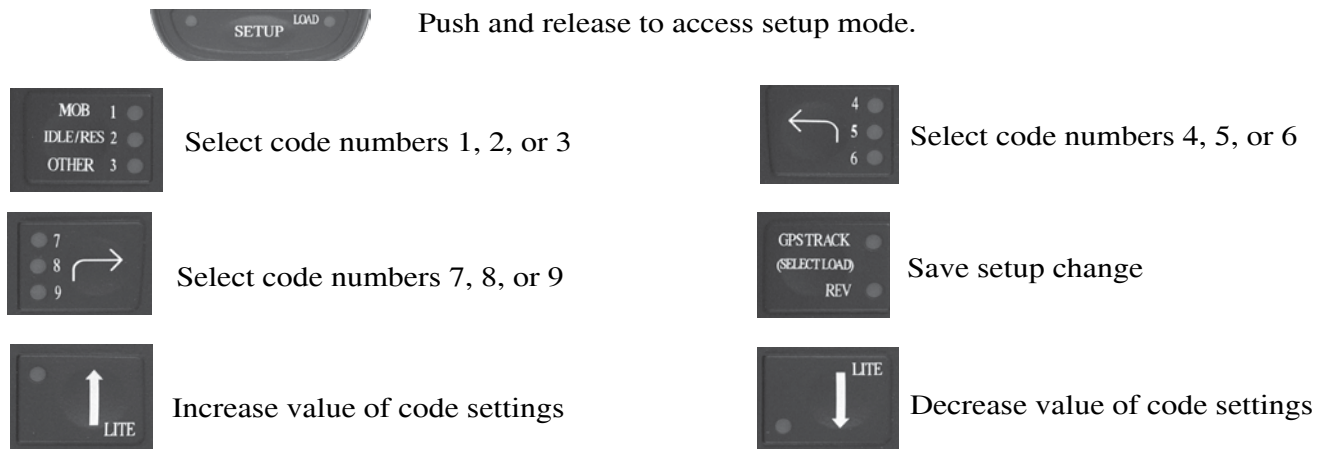 LOAD
SETUP
Push and release to access setup mode.
MOB 1
IDLE/RES 2
OTHER 3
Select code numbers 1, 2, or 3
4
5
6
Select code numbers 4, 5, or 6
7
8
9
Select code numbers 7, 8, or 9
GPS TRACK
(SELECT LOAD)
REV
Save setup change
LITE
Increase value of code settings
LITE
Decrease value of code settings